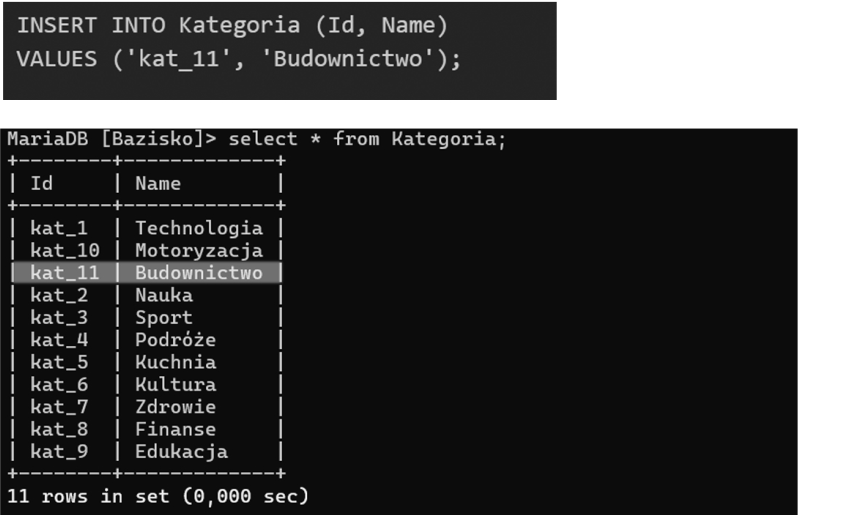 INSERT INTO Kategoria (Id, Name)
VALUES ('kat_11', 'Budownictwo');
MariaDB [Bazisko]> select * from Kategoria;
+--------+-------------+
| Id     | Name        |
+--------+-------------+
| kat_1  | Technologia |
| kat_10 | Motoryzacja |
| kat_11 | Budownictwo |
| kat_2  | Nauka       |
| kat_3  | Sport       |
| kat_4  | Podróże     |
| kat_5  | Kuchnia     |
| kat_6  | Kultura     |
| kat_7  | Zdrowie     |
| kat_8  | Finanse     |
| kat_9  | Edukacja    |
+--------+-------------+
11 rows in set (0,000 sec)